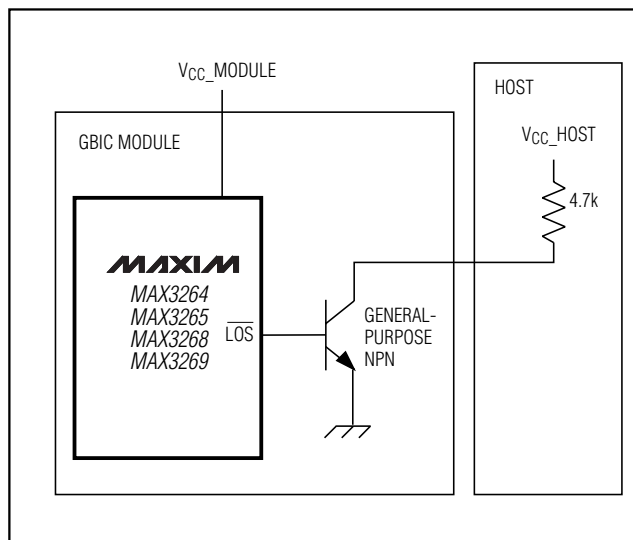 VCC_MODULE
HOST
GBIC MODULE
VCC_HOST
4.7k
MAXIM
MAX3264
MAX3265
MAX3268
MAX3269
LOS
GENERAL-
PURPOSE
NPN